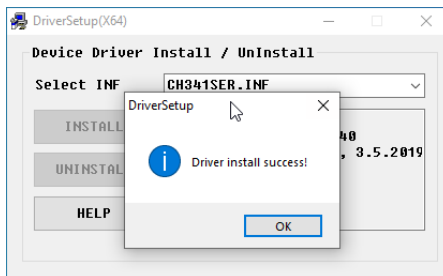 DriverSetup(X64)
Device Driver Install / UnInstall
Select INF
CH341SER.INF
INSTALL
UNINSTAL
HELP
40
, 3.5.2019
DriverSetup
Driver install success!
OK